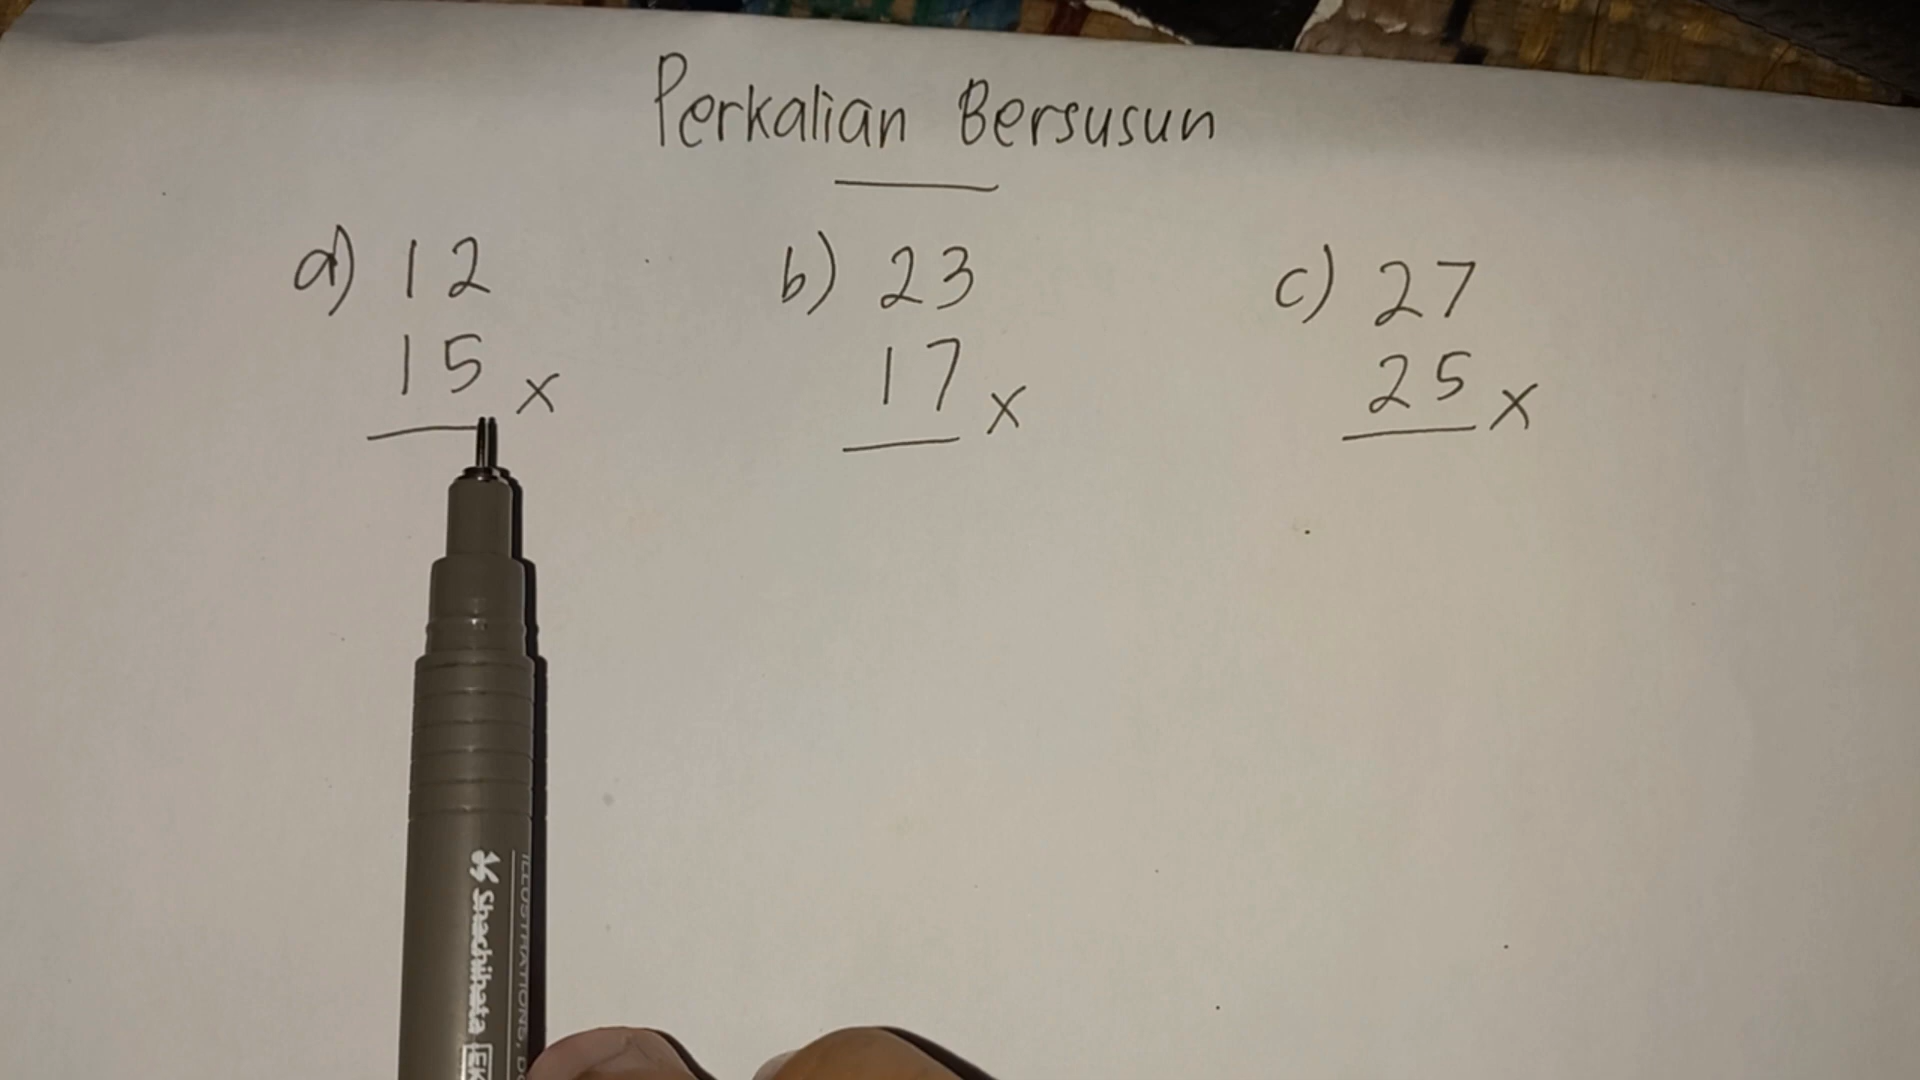 Perkalian Bersusun
a) 12
15 x
b) 23
17 x
c) 27
25 x
Shachihata
ILLUSTRATIONS,